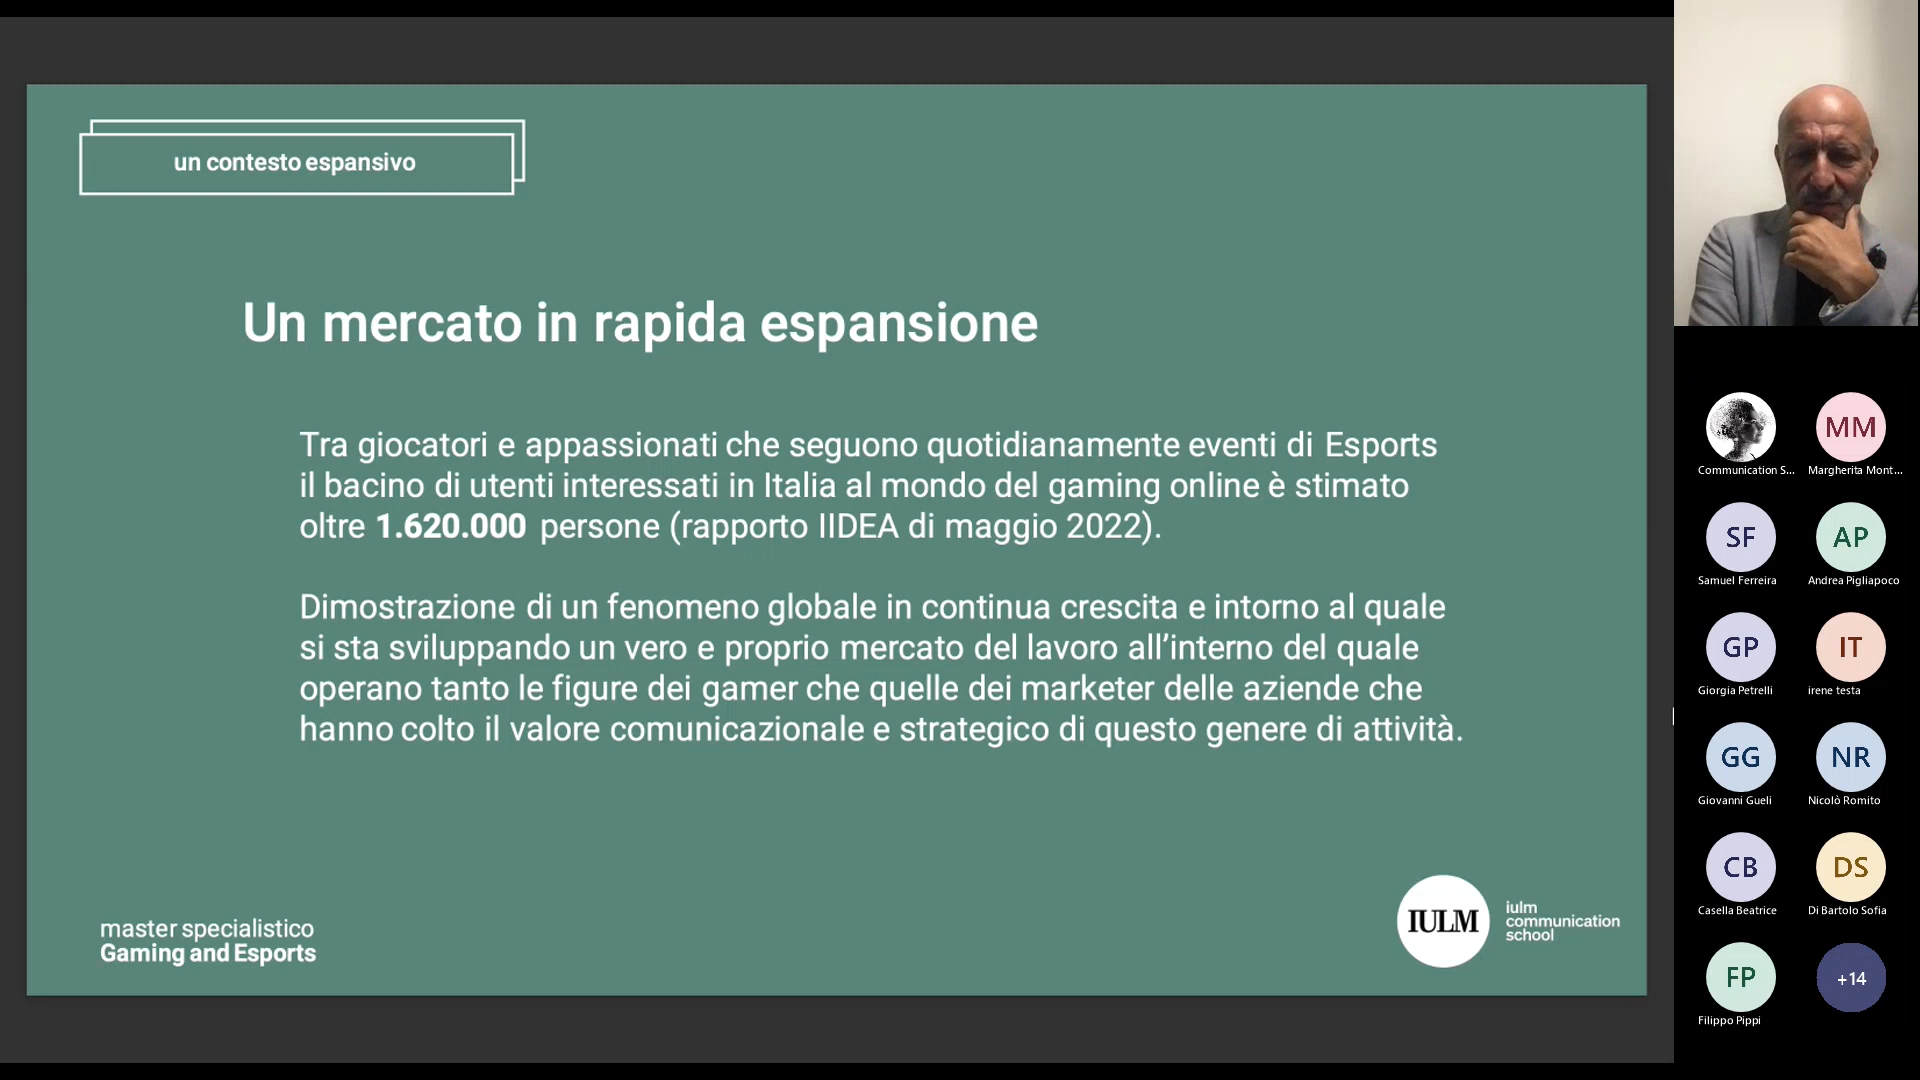 un contesto espansivo
Un mercato in rapida espansione
Tra giocatori e appassionati che seguono quotidianamente eventi di Esports
il bacino di utenti interessati in Italia al mondo del gaming online è stimato
oltre 1.620.000 persone (rapporto IIDEA di maggio 2022).
Dimostrazione di un fenomeno globale in continua crescita e intorno al quale
si sta sviluppando un vero e proprio mercato del lavoro all’interno del quale
operano tanto le figure dei gamer che quelle dei marketer delle aziende che
hanno colto il valore comunicazionale e strategico di questo genere di attività.
master specialistico
Gaming and Esports
IULM
iulm
communication
school
MM
Communication S...
Margherita Mont...
SF
AP
Samuel Ferreira
Andrea Pigliapoco
GP
IT
Giorgia Petrelli
irene testa
GG
NR
Giovanni Gueli
Nicolò Romito
CB
DS
Casella Beatrice
Di Bartolo Sofia
FP
+14
Filippo Pippi